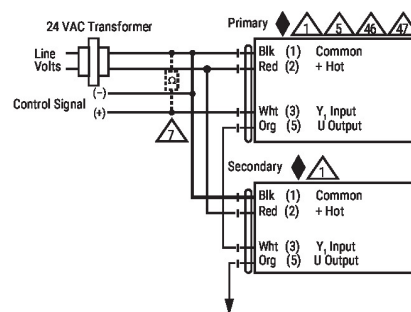 24 VAC Transformer
Primary 1 5 46 47
Line
Volts
Blk (1) Common
Red (2) + Hot
Ω
Control Signal (–)
(+)
Wht (3) Y1 Input
Org (5) U Output
7
Secondary 1
Blk (1) Common
Red (2) + Hot
Wht (3) Y1 Input
Org (5) U Output